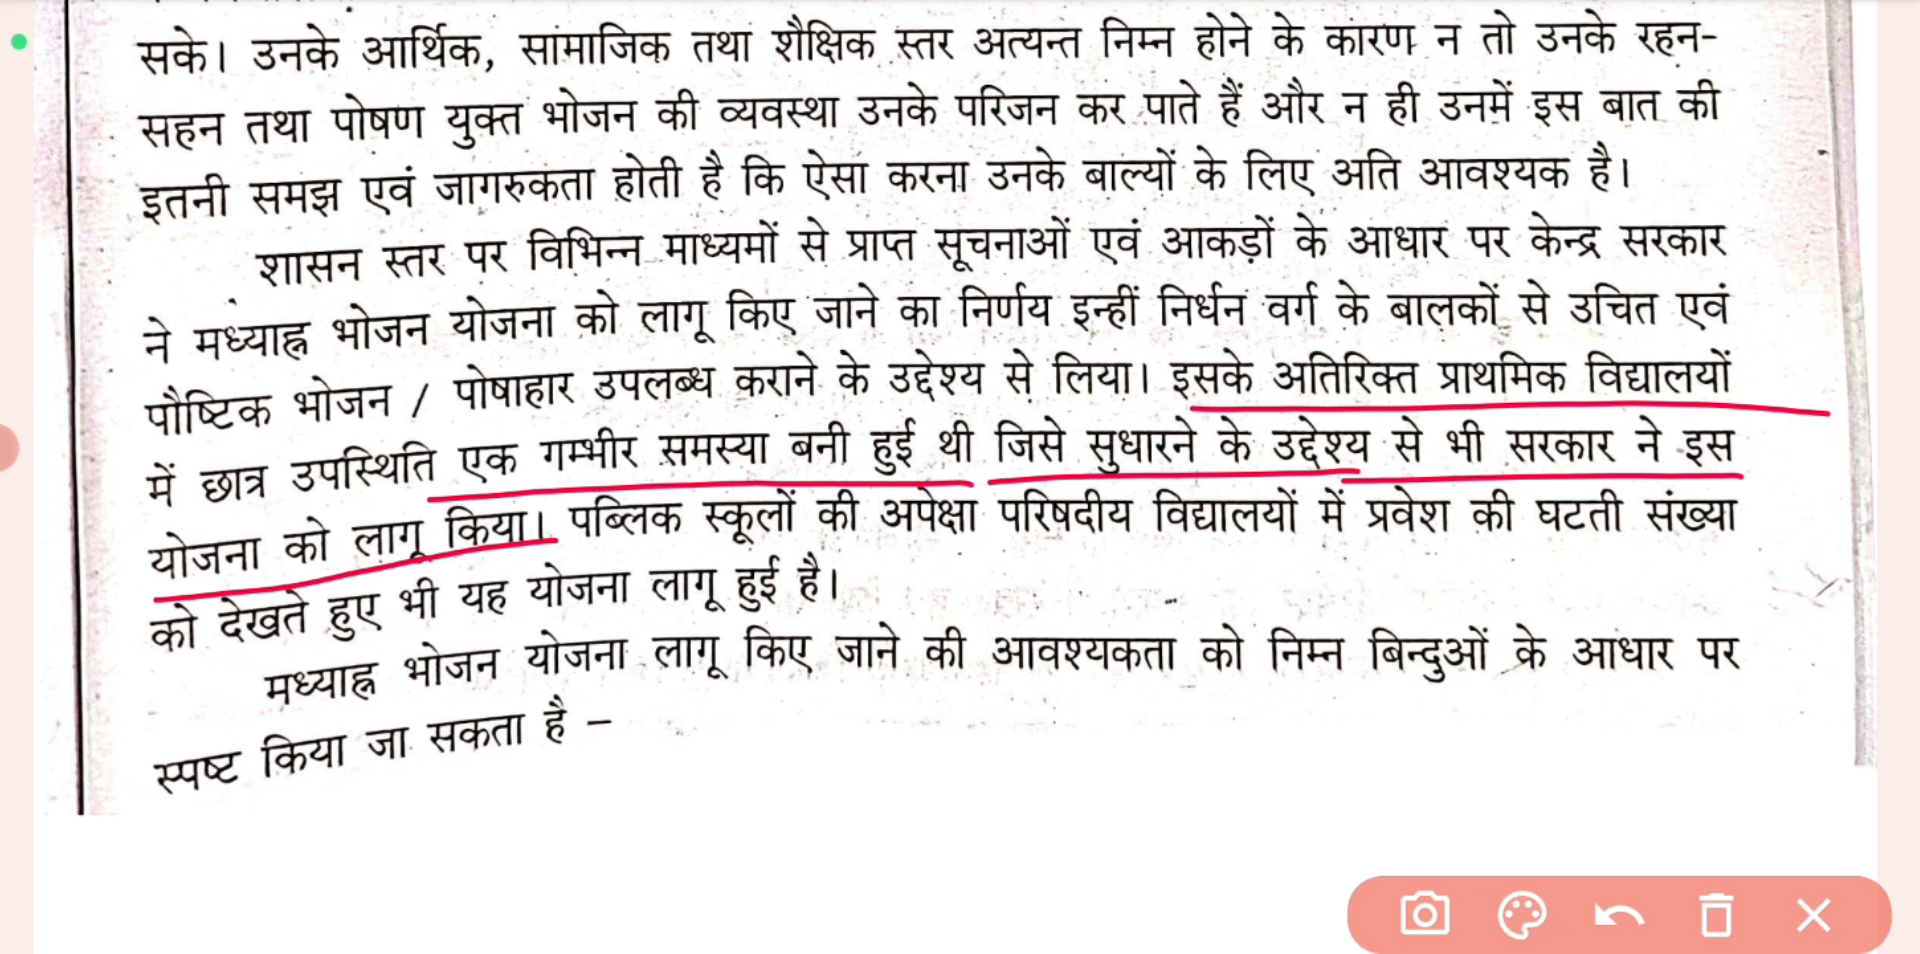 सके। उनके आर्थिक, सामाजिक तथा शैक्षिक स्तर अत्यन्त निम्न होने के कारण न तो उनके रहन-
सहन तथा पोषण युक्त भोजन की व्यवस्था उनके परिजन कर पाते हैं और न ही उनमें इस बात की
इतनी समझ एवं जागरुकता होती है कि ऐसा करना उनके बाल्यों के लिए अति आवश्यक है।
शासन स्तर पर विभिन्न माध्यमों से प्राप्त सूचनाओं एवं आकड़ों के आधार पर केन्द्र सरकार
ने मध्याह्न भोजन योजना को लागू किए जाने का निर्णय इन्हीं निर्धन वर्ग के बालकों से उचित एवं
पौष्टिक भोजन / पोषाहार उपलब्ध कराने के उद्देश्य से लिया। इसके अतिरिक्त प्राथमिक विद्यालयों
में छात्र उपस्थिति एक गम्भीर समस्या बनी हुई थी जिसे सुधारने के उद्देश्य से भी सरकार ने इस
योजना को लागू किया। पब्लिक स्कूलों की अपेक्षा परिषदीय विद्यालयों में प्रवेश की घटती संख्या
को देखते हुए भी यह योजना लागू हुई है।
मध्याह्न भोजन योजना लागू किए जाने की आवश्यकता को निम्न बिन्दुओं के आधार पर
स्पष्ट किया जा सकता है –